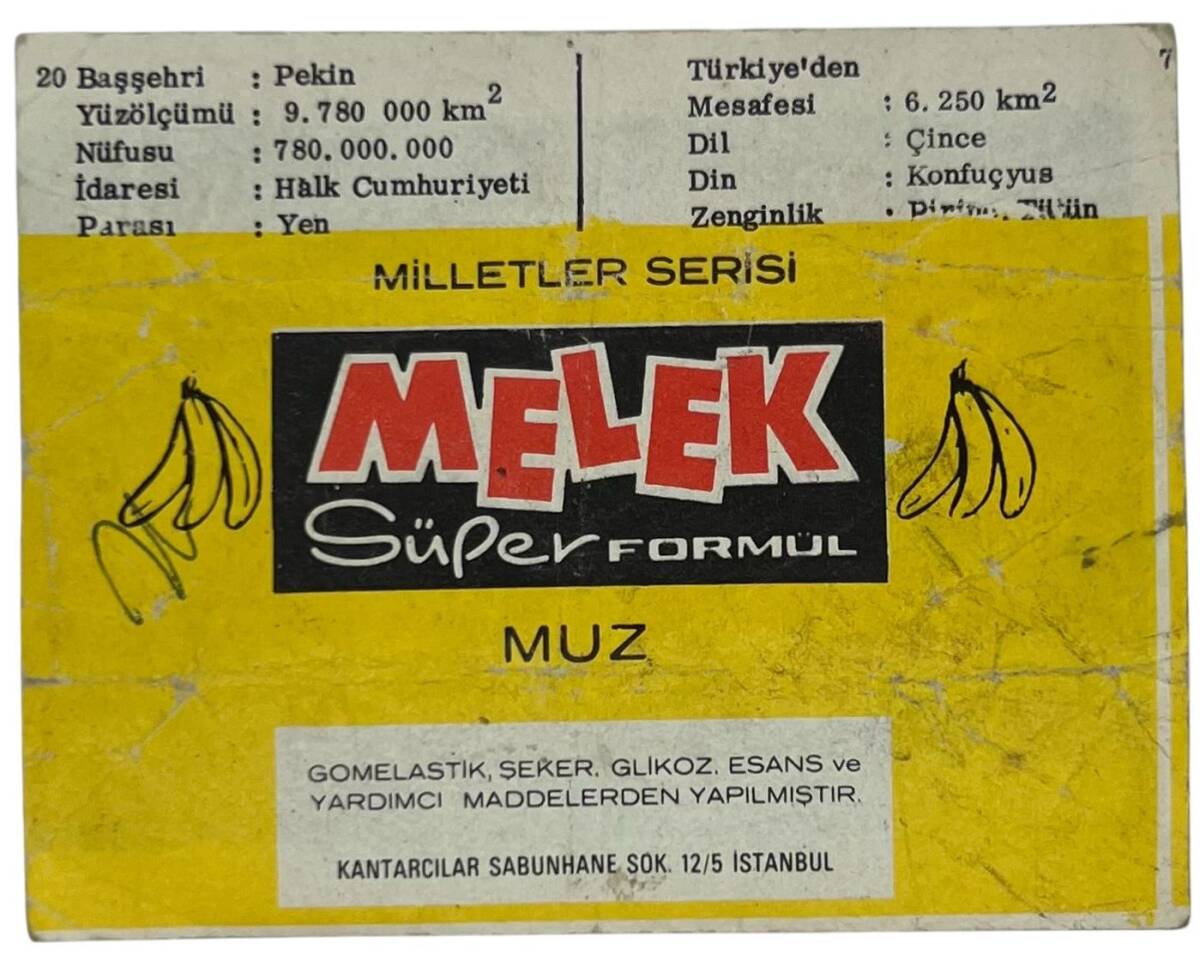 20 Başşehri : Pekin
Yüzölçümü : 9.780 000 km²
Nüfusu : 780.000.000
İdaresi : Halk Cumhuriyeti
Parası : Yen
Türkiye'den
Mesafesi : 6.250 km²
Dil : Çince
Din : Konfuçyus
Zenginlik :
7
MİLLETLER SERİSİ
MELEK
Süper FORMÜL
MUZ
GOMELASTİK, ŞEKER. GLİKOZ. ESANS ve
YARDIMCI MADDELERDEN YAPILMIŞTIR.
KANTARCILAR SABUNHANE SOK. 12/5 İSTANBUL